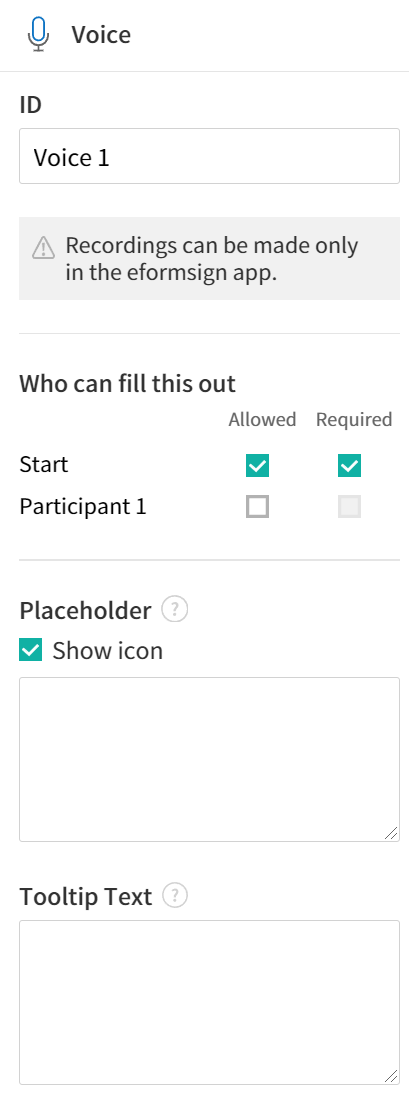 Voice
ID
Voice 1
Recordings can be made only
in the eformsign app.
Who can fill this out
Allowed Required
Start
Participant 1
Placeholder ?
Show icon
Tooltip Text ?